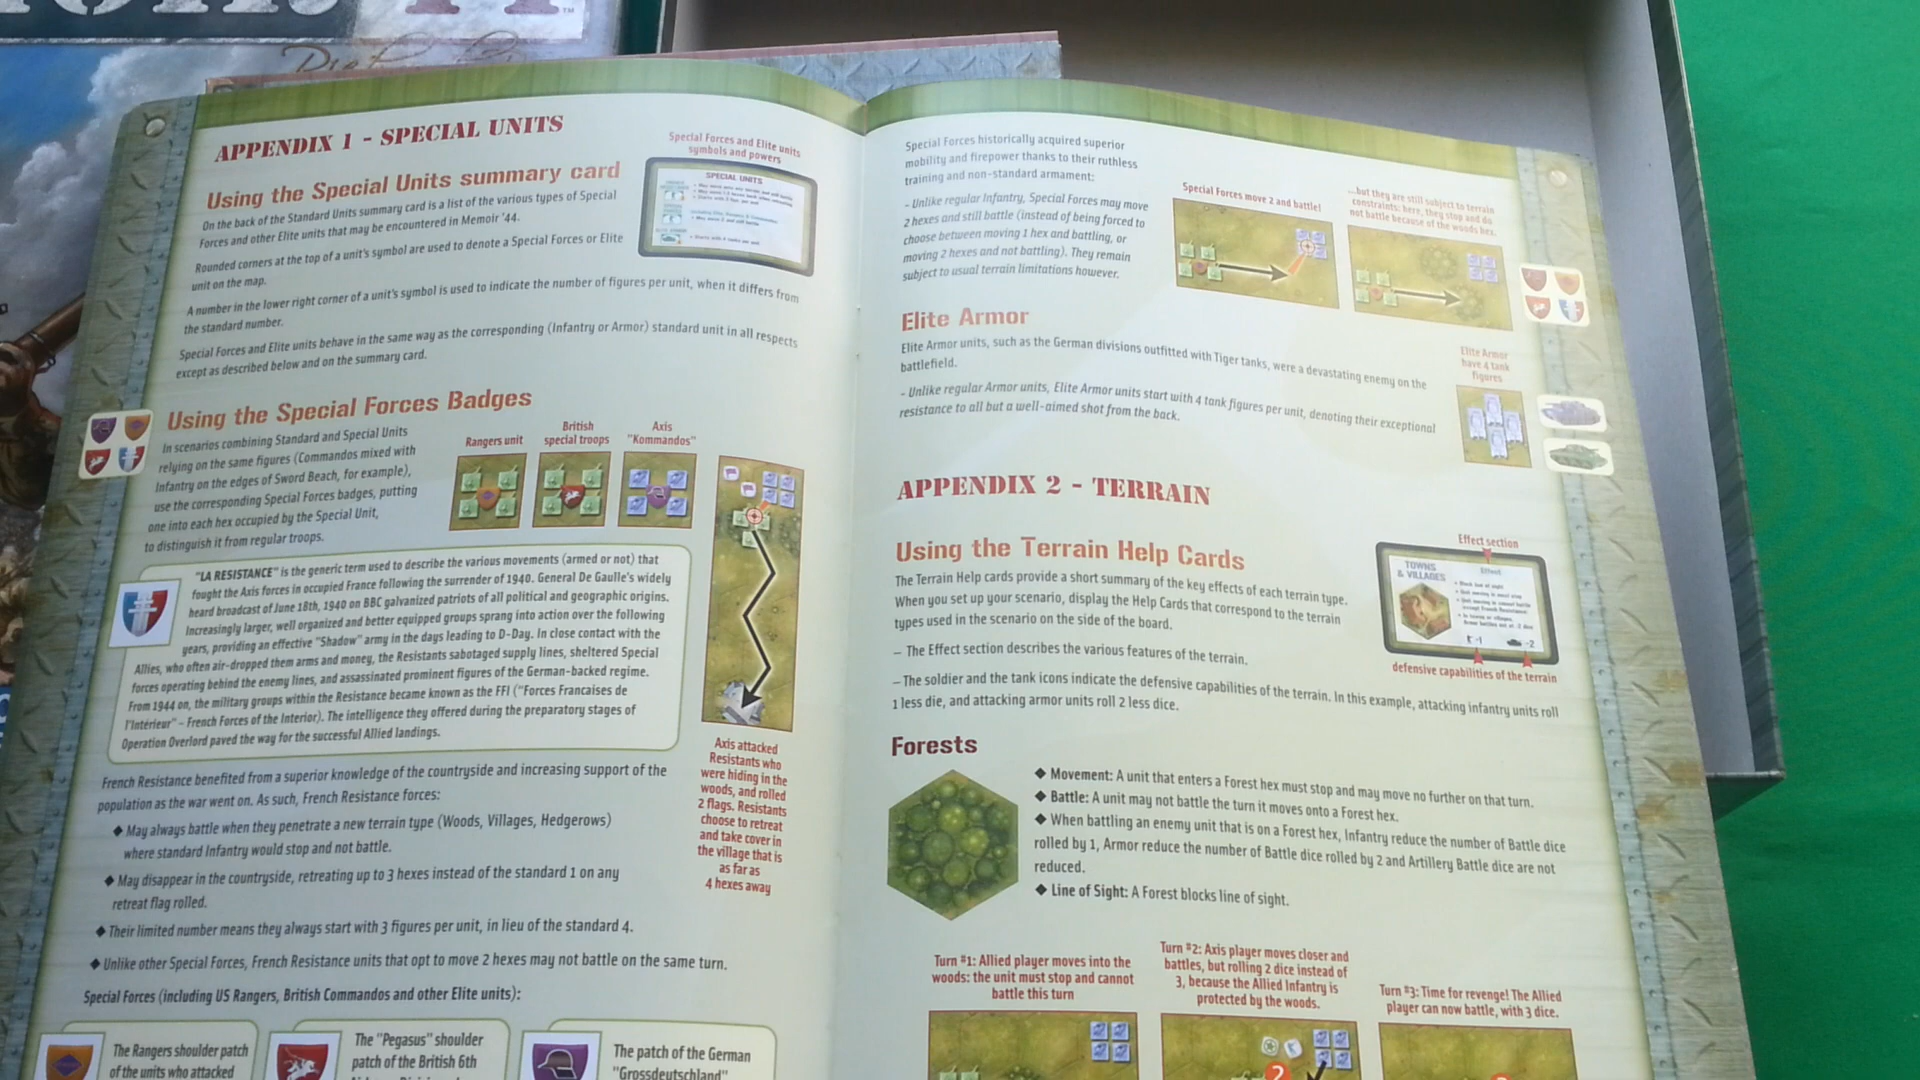 APPENDIX 1 - SPECIAL UNITS
Using the Special Units summary card
On the back of the Standard Units summary card is a list of the various types of Special
Forces and other Elite units that may be encountered in Memoir '44.
Rounded corners at the top of a unit's symbol are used to denote a Special Forces or Elite
unit on the map.
A number in the lower right corner of a unit's symbol is used to indicate the number of figures per unit, when it differs from
the standard number.
Special Forces and Elite units behave in the same way as the corresponding (Infantry or Armor) standard unit in all respects
except as described below and on the summary card.
Special Forces and Elite units
symbols and powers
SPECIAL UNITS
Using the Special Forces Badges
In scenarios combining Standard and Special Units
relying on the same figures (Commandos mixed with
Infantry on the edges of Sword Beach, for example),
use the corresponding Special Forces badges, putting
one into each hex occupied by the Special Unit,
to distinguish it from regular troops.
Rangers unit
British
special troops
Axis
"Kommandos"
"LA RESISTANCE" is the generic term used to describe the various movements (armed or not) that
fought the Axis forces in occupied France following the surrender of 1940. General De Gaulle's widely
heard broadcast of June 18th, 1940 on BBC galvanized patriots of all political and geographic origins.
Increasingly larger, well organized and better equipped groups sprang into action over the following
years, providing an effective "Shadow" army in the days leading to D-Day. In close contact with the
Allies, who often air-dropped them arms and money, the Resistants sabotaged supply lines, sheltered Special
forces operating behind the enemy lines, and assassinated prominent figures of the German-backed regime.
From 1944 on, the military groups within the Resistance became known as the FFI ("Forces Francaises de
l'Intérieur" – French Forces of the Interior). The intelligence they offered during the preparatory stages of
Operation Overlord paved the way for the successful Allied landings.
French Resistance benefited from a superior knowledge of the countryside and increasing support of the
population as the war went on. As such, French Resistance forces:
◆ May always battle when they penetrate a new terrain type (Woods, Villages, Hedgerows)
where standard Infantry would stop and not battle.
◆ May disappear in the countryside, retreating up to 3 hexes instead of the standard 1 on any
retreat flag rolled.
◆ Their limited number means they always start with 3 figures per unit, in lieu of the standard 4.
◆ Unlike other Special Forces, French Resistance units that opt to move 2 hexes may not battle on the same turn.
Special Forces (including US Rangers, British Commandos and other Elite units):
Axis attacked
Resistants who
were hiding in the
woods, and rolled
2 flags. Resistants
choose to retreat
and take cover in
the village that is
as far as
4 hexes away
The Rangers shoulder patch
of the units who attacked
The "Pegasus" shoulder
patch of the British 6th
The patch of the German
"Grossdeutschland"
Special Forces historically acquired superior
mobility and firepower thanks to their ruthless
training and non-standard armament:
- Unlike regular Infantry, Special Forces may move
2 hexes and still battle (instead of being forced to
choose between moving 1 hex and battling, or
moving 2 hexes and not battling). They remain
subject to usual terrain limitations however.
Special Forces move 2 and battle!
...but they are still subject to terrain
constraints: here, they stop and do
not battle because of the woods hex.
Elite Armor
Elite Armor units, such as the German divisions outfitted with Tiger tanks, were a devastating enemy on the
battlefield.
- Unlike regular Armor units, Elite Armor units start with 4 tank figures per unit, denoting their exceptional
resistance to all but a well-aimed shot from the back.
Elite Armor
have 4 tank
figures
APPENDIX 2 - TERRAIN
Using the Terrain Help Cards
The Terrain Help cards provide a short summary of the key effects of each terrain type.
When you set up your scenario, display the Help Cards that correspond to the terrain
types used in the scenario on the side of the board.
– The Effect section describes the various features of the terrain.
– The soldier and the tank icons indicate the defensive capabilities of the terrain. In this example, attacking infantry units roll
1 less die, and attacking armor units roll 2 less dice.
Effect section
TOWNS
& VILLAGES
Effect:
-1
-2
defensive capabilities of the terrain
Forests
◆ Movement: A unit that enters a Forest hex must stop and may move no further on that turn.
◆ Battle: A unit may not battle the turn it moves onto a Forest hex.
◆ When battling an enemy unit that is on a Forest hex, Infantry reduce the number of Battle dice
rolled by 1, Armor reduce the number of Battle dice rolled by 2 and Artillery Battle dice are not
reduced.
◆ Line of Sight: A Forest blocks line of sight.
Turn #1: Allied player moves into the
woods: the unit must stop and cannot
battle this turn
Turn #2: Axis player moves closer and
battles, but rolling 2 dice instead of
3, because the Allied Infantry is
protected by the woods.
Turn #3: Time for revenge! The Allied
player can now battle, with 3 dice.
2